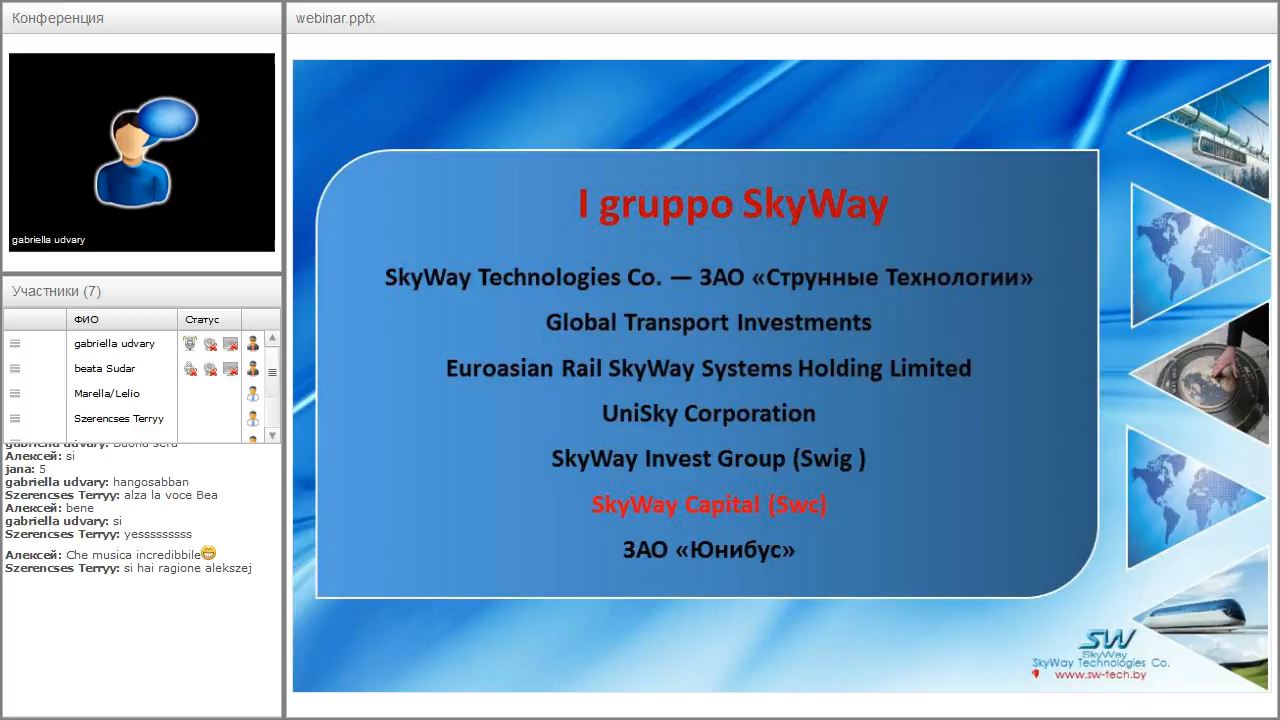 Конференция
gabriella udvary
Участники (7)
ФИО Статус
gabriella udvary
beata Sudar
Marella/Lelio
Szerencses Terryy
gabriella udvary: Buona sera
Алексей: si
jana: 5
gabriella udvary: hangosabban
Szerencses Terryy: alza la voce Bea
Алексей: bene
gabriella udvary: si
Szerencses Terryy: yesssssssss
Алексей: Che musica incredibbile
Szerencses Terryy: si hai ragione alekszej
webinar.pptx
I gruppo SkyWay
SkyWay Technologies Co. — ЗАО «Струнные Технологии»
Global Transport Investments
Euroasian Rail SkyWay Systems Holding Limited
UniSky Corporation
SkyWay Invest Group (Swig )
SkyWay Capital (Swc)
ЗАО «Юнибус»
SW
SkyWay
SkyWay Technologies Co.
www.sw-tech.by